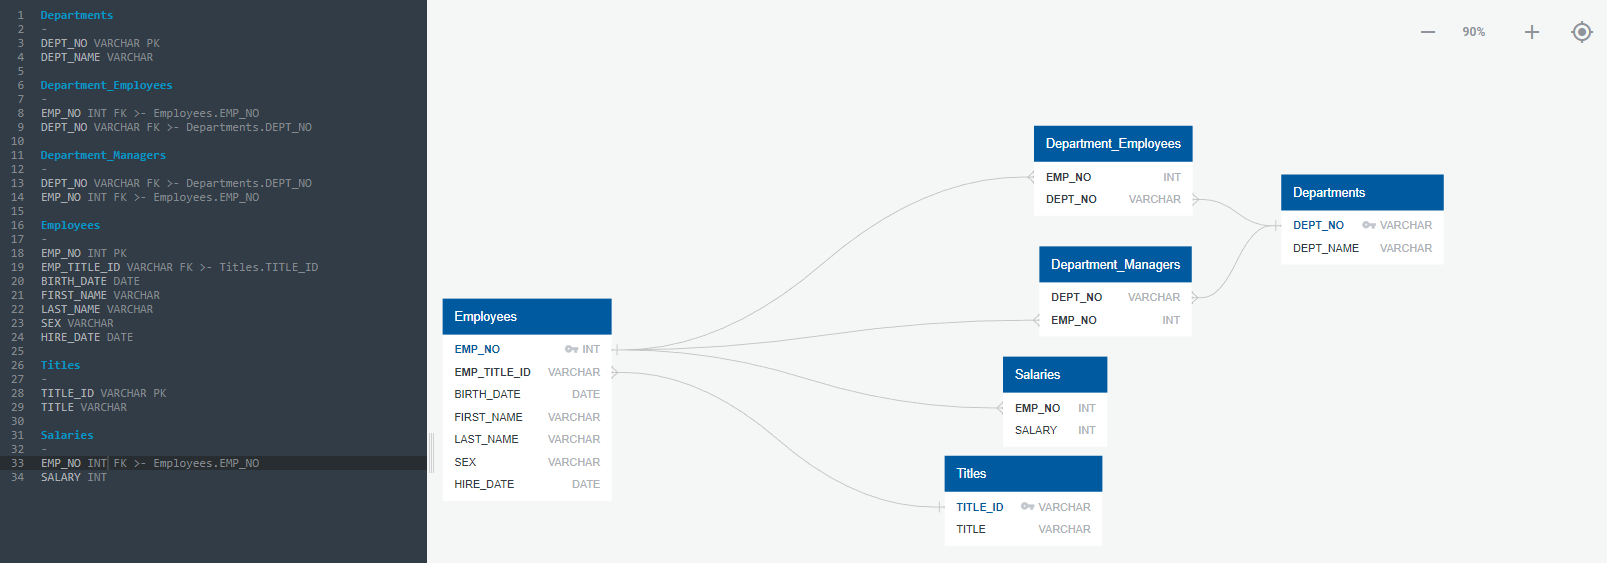 1 Departments
2 -
3 DEPT_NO VARCHAR PK
4 DEPT_NAME VARCHAR
5
6 Department_Employees
7 -
8 EMP_NO INT FK >- Employees.EMP_NO
9 DEPT_NO VARCHAR FK >- Departments.DEPT_NO
10
11 Department_Managers
12 -
13 DEPT_NO VARCHAR FK >- Departments.DEPT_NO
14 EMP_NO INT FK >- Employees.EMP_NO
15
16 Employees
17 -
18 EMP_NO INT PK
19 EMP_TITLE_ID VARCHAR FK >- Titles.TITLE_ID
20 BIRTH_DATE DATE
21 FIRST_NAME VARCHAR
22 LAST_NAME VARCHAR
23 SEX VARCHAR
24 HIRE_DATE DATE
25
26 Titles
27 -
28 TITLE_ID VARCHAR PK
29 TITLE VARCHAR
30
31 Salaries
32 -
33 EMP_NO INT FK >- Employees.EMP_NO
34 SALARY INT
90%
Employees
EMP_NO INT
EMP_TITLE_ID VARCHAR
BIRTH_DATE DATE
FIRST_NAME VARCHAR
LAST_NAME VARCHAR
SEX VARCHAR
HIRE_DATE DATE
Department_Employees
EMP_NO INT
DEPT_NO VARCHAR
Department_Managers
DEPT_NO VARCHAR
EMP_NO INT
Salaries
EMP_NO INT
SALARY INT
Titles
TITLE_ID VARCHAR
TITLE VARCHAR
Departments
DEPT_NO VARCHAR
DEPT_NAME VARCHAR